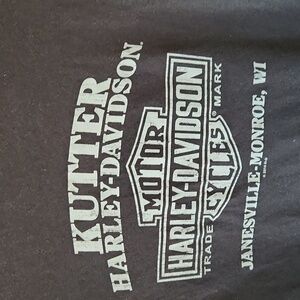 KUTTER
HARLEY-DAVIDSON.
MOTOR
HARLEY-DAVIDSON
TRADE CYCLES® MARK
JANESVILLE-MONROE, WI